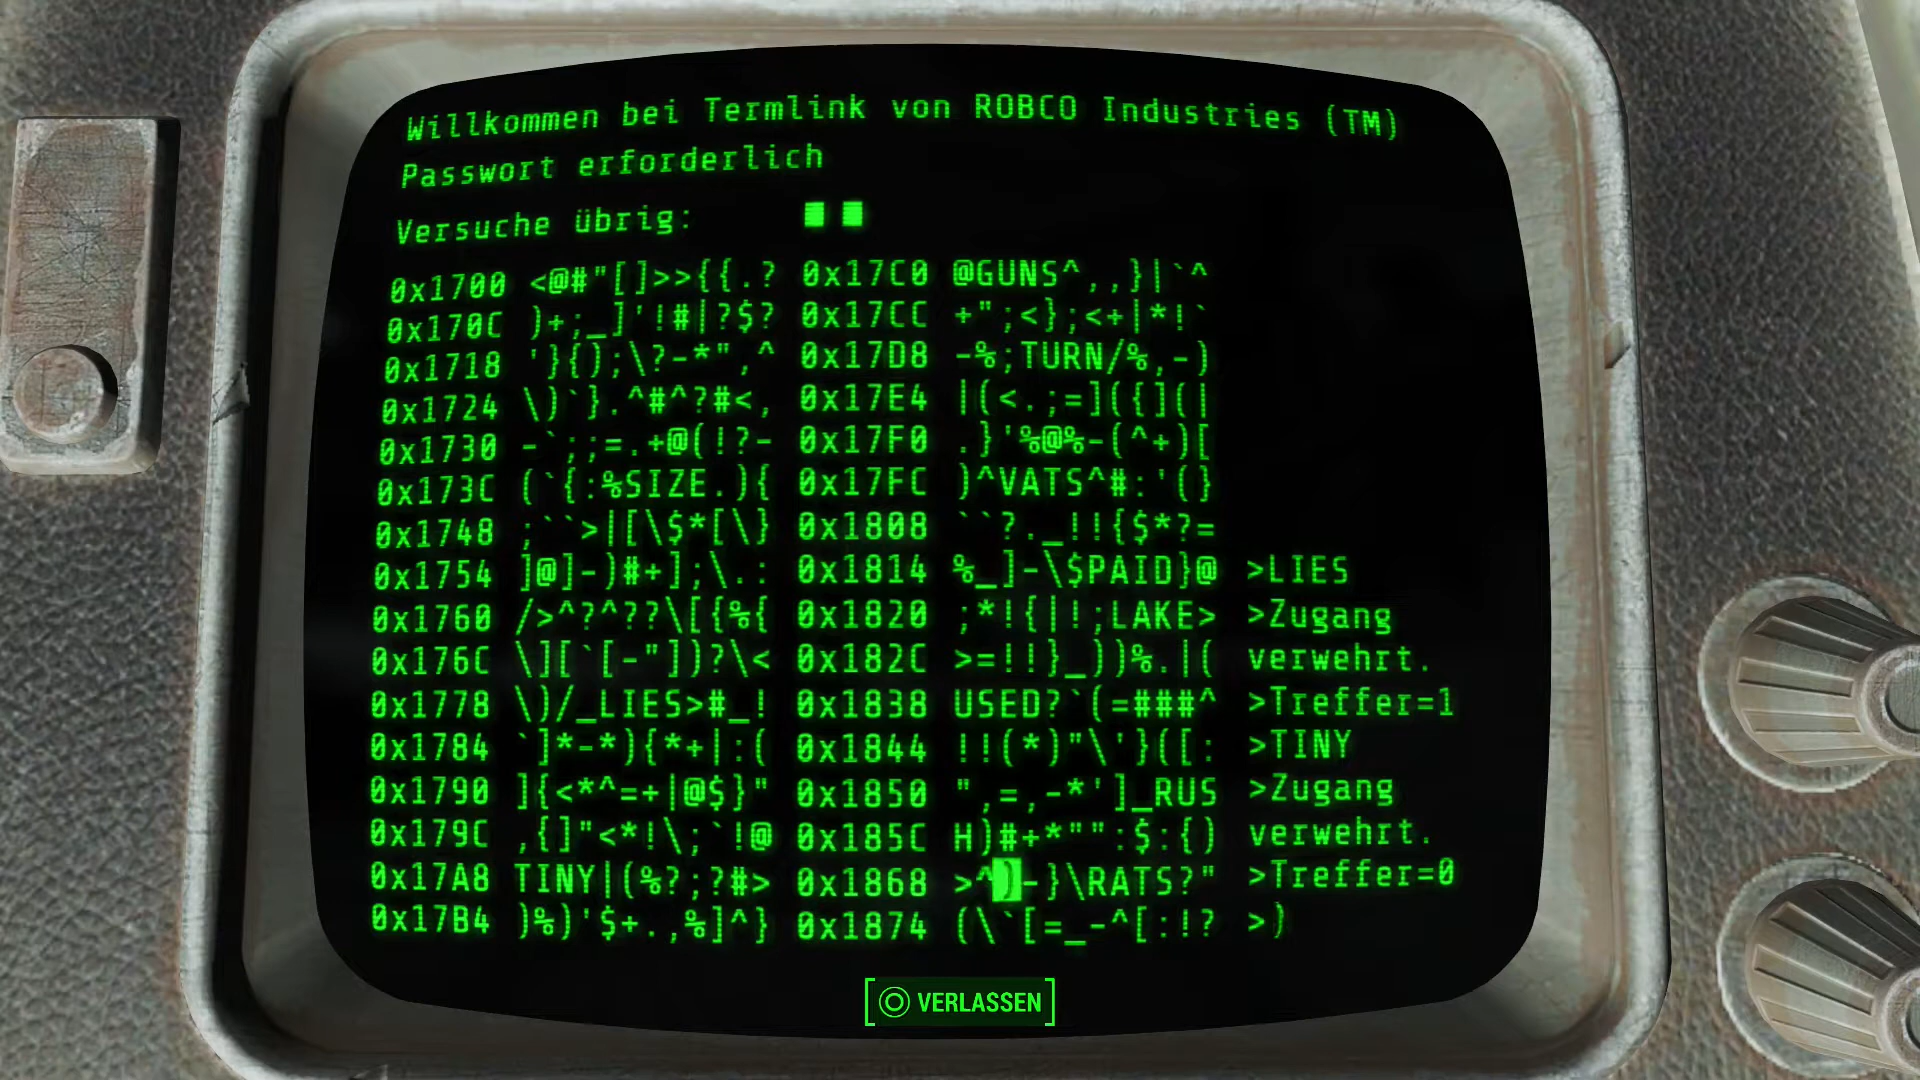 Willkommen bei Termlink von ROBCO Industries (TM)
Passwort erforderlich
Versuche übrig: ■ ■
0x1700 <@#"[]>>{{.? 0x17C0 @GUNS^,,}|`^
0x170C )+;_]'!#|?$? 0x17CC +";<};<+|*!`
0x1718 '}{();\?-*",^ 0x17D8 -%;TURN/%,-)
0x1724 \)`}.^#^?#<, 0x17E4 |(<.;=]({](|
0x1730 -`;;=.+@(!?- 0x17F0 .}'%@%-(^+)[
0x173C (`{:%SIZE.){ 0x17FC )^VATS^#:'()
0x1748 ;``>|[\$*[\} 0x1808 ``?._!!{$*?=
0x1754 ]@]-)#+];\.: 0x1814 %_]-\$PAID}@ >LIES
0x1760 />^?^??\[{%{ 0x1820 ;*!{|!;LAKE> >Zugang
0x176C \][`[-"])?\< 0x182C >=!!}_))%.|( verwehrt.
0x1778 \)/_LIES>#_! 0x1838 USED?`(=###^ >Treffer=1
0x1784 `]*-*){*+|:( 0x1844 !!(*)"\'}([: >TINY
0x1790 ]{<*^=+|@$}" 0x1850 ",=,-*']_RUS >Zugang
0x179C ,{]"<*!\;`!@ 0x185C H)#+*"":$:{) verwehrt.
0x17A8 TINY|(%?;?#> 0x1868 >^)-}\RATS?" >Treffer=0
0x17B4 )%)'$+.,%]^} 0x1874 (\`[=_-^[:!? >)
VERLASSEN